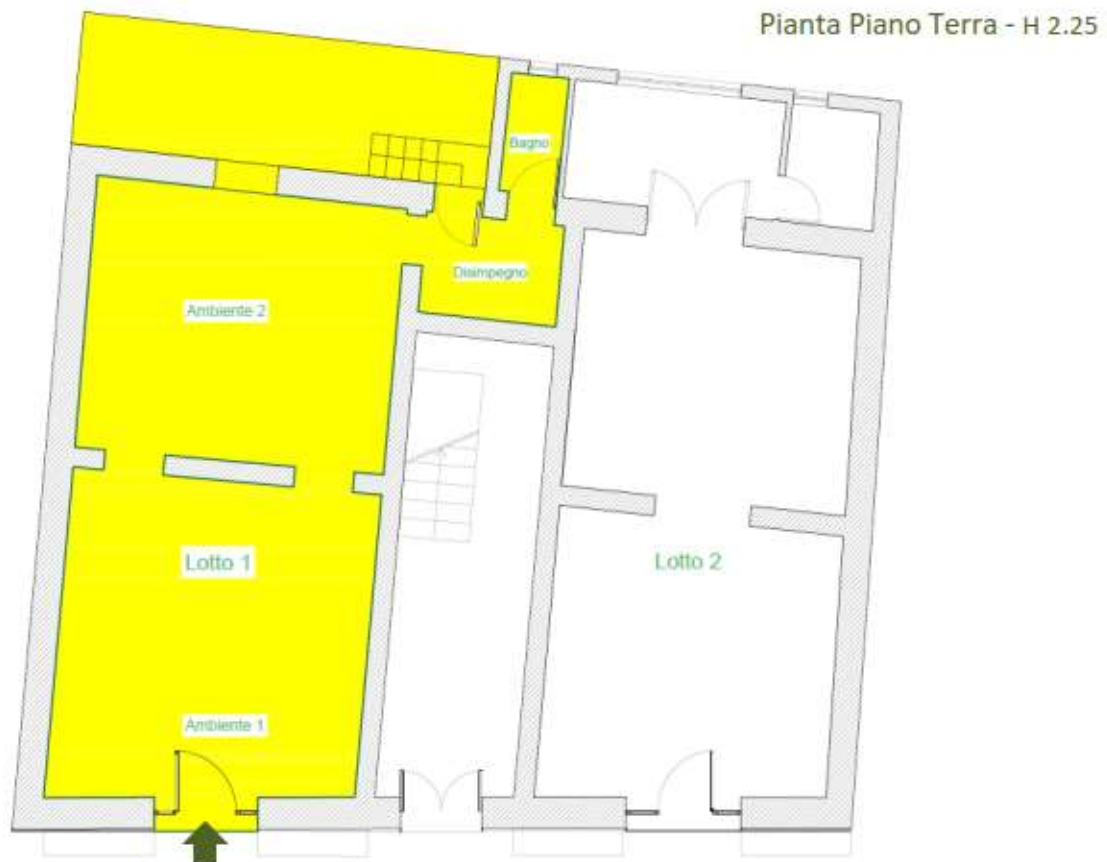 Pianta Piano Terra - H 2.25
Bagno
Disimpegno
Ambiente 2
Lotto 1
Lotto 2
Ambiente 1